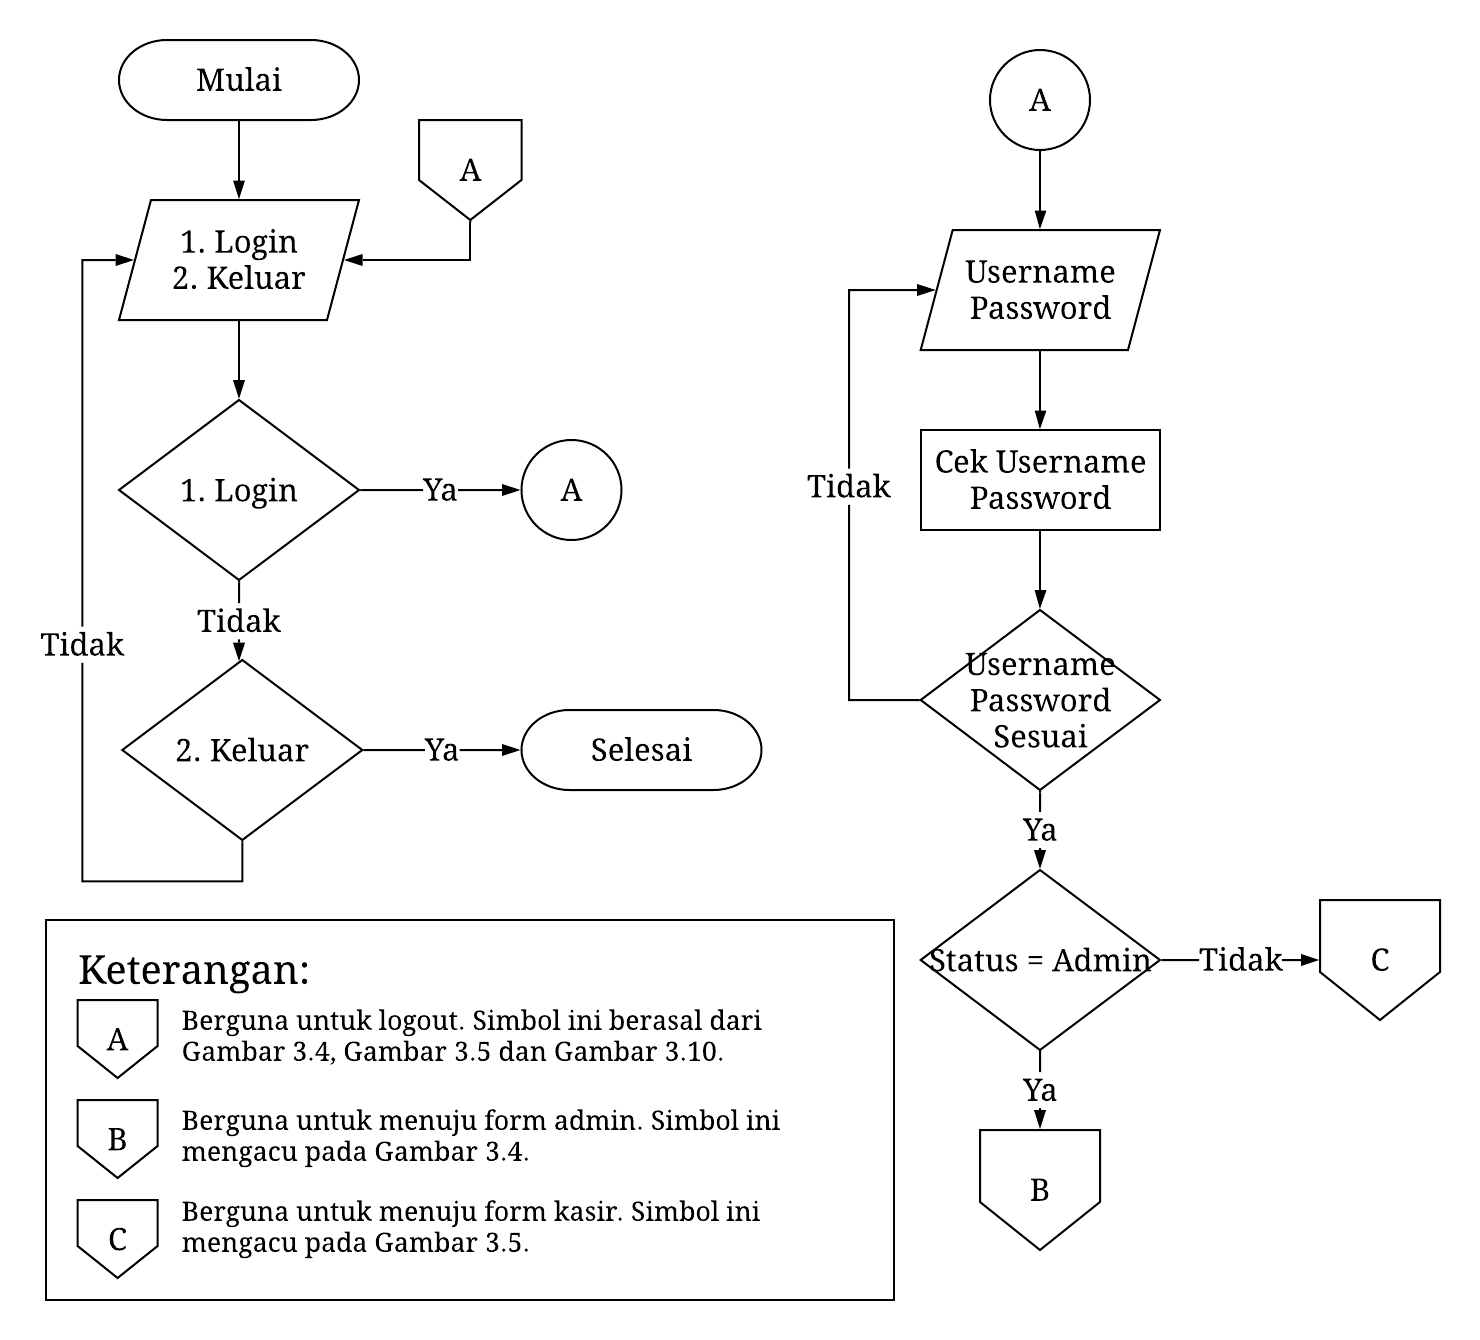 Mulai
A
1. Login
2. Keluar
1. Login
Ya
A
Tidak
Tidak
2. Keluar
Ya
Selesai
A
Username
Password
Cek Username
Password
Tidak
Username
Password
Sesuai
Ya
Status = Admin
Tidak
C
Ya
B
Keterangan:
A
Berguna untuk logout. Simbol ini berasal dari
Gambar 3.4, Gambar 3.5 dan Gambar 3.10.
B
Berguna untuk menuju form admin. Simbol ini
mengacu pada Gambar 3.4.
C
Berguna untuk menuju form kasir. Simbol ini
mengacu pada Gambar 3.5.